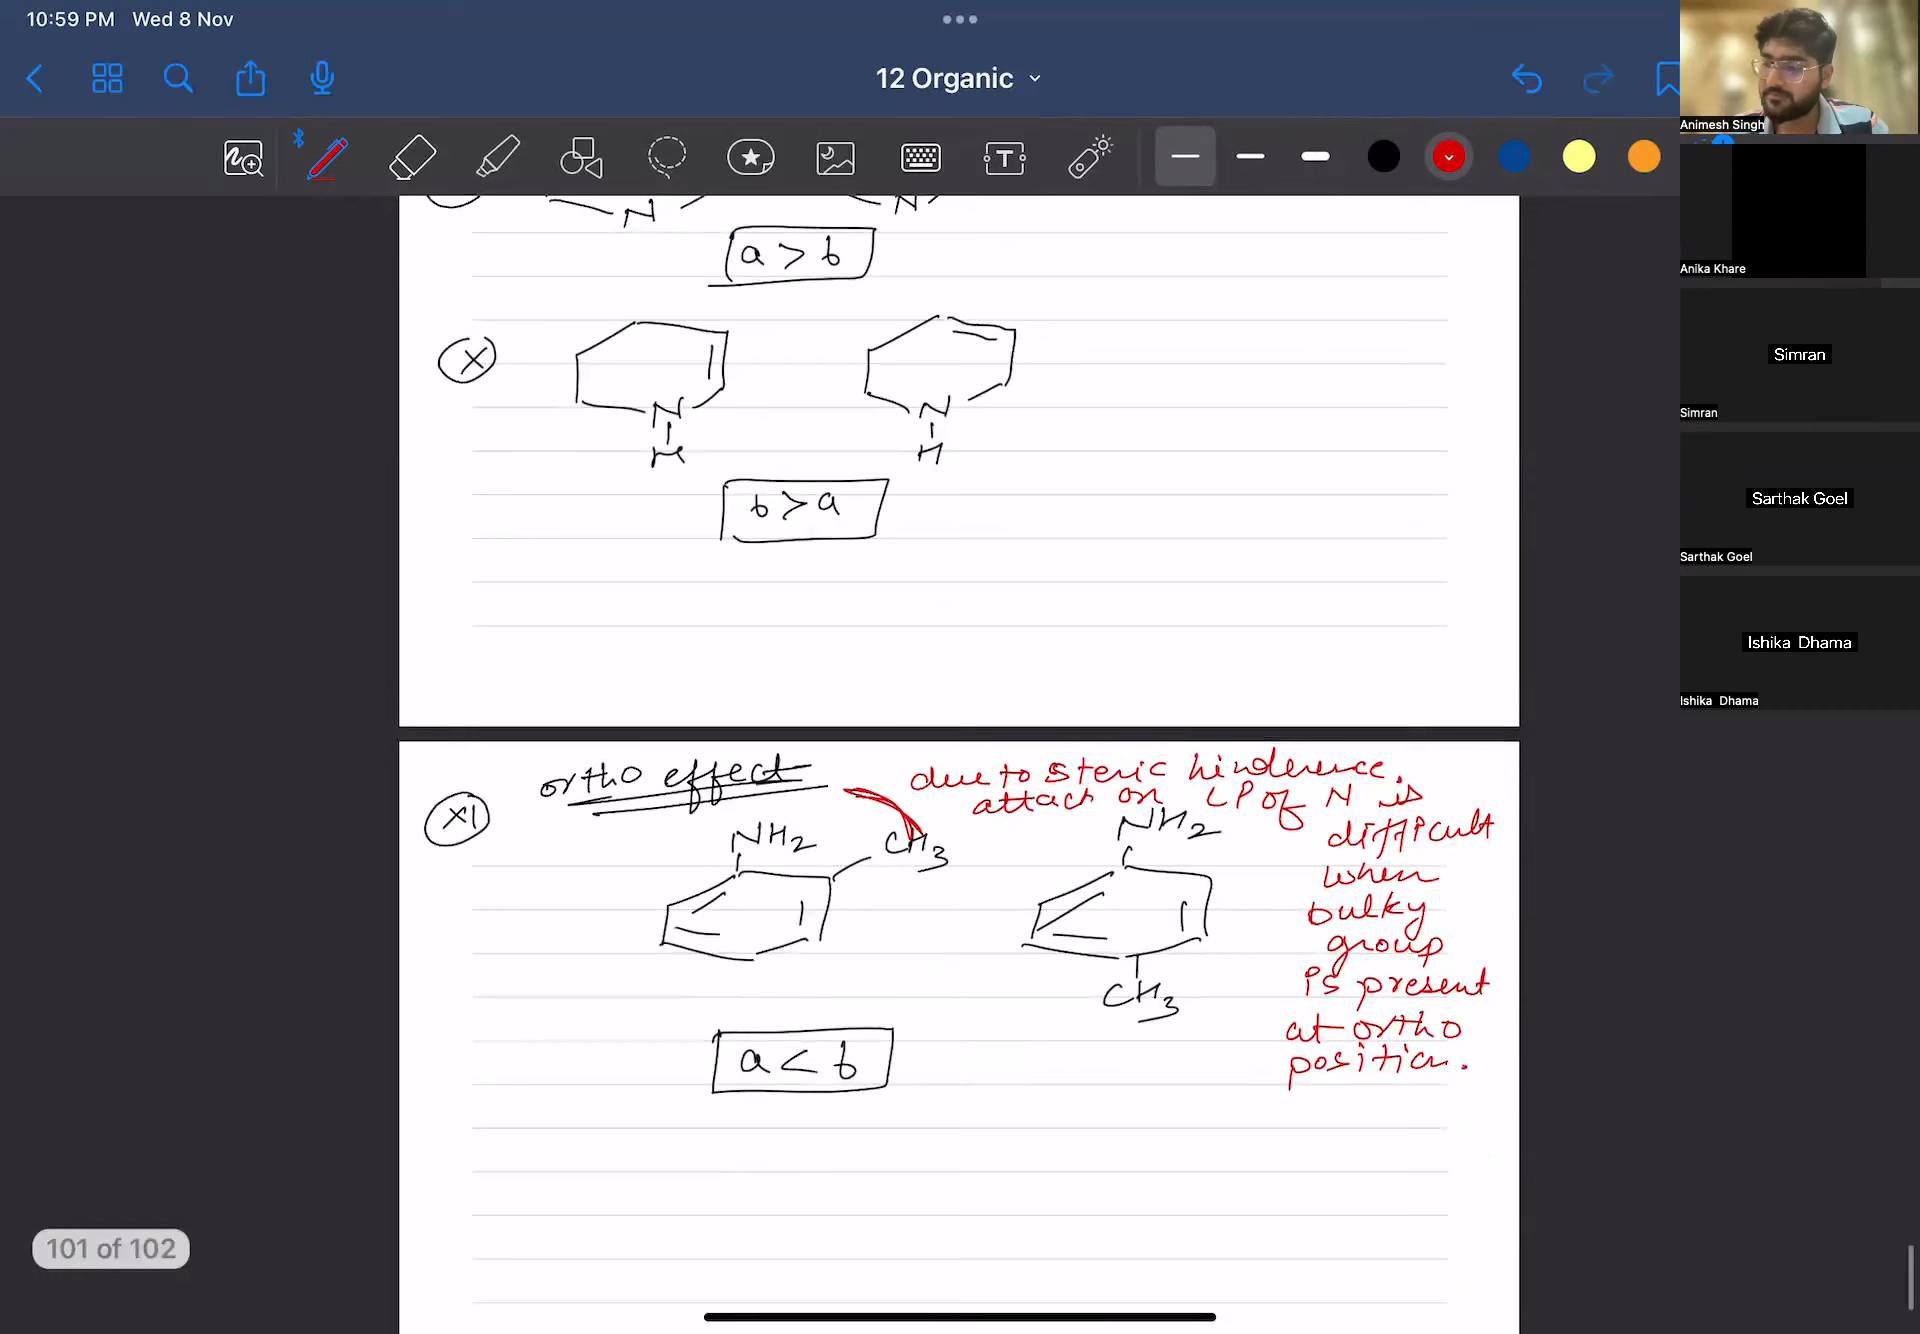 10:59 PM Wed 8 Nov
12 Organic
Animesh Singh
Anika Khare
Simran
Simran
Sarthak Goel
Sarthak Goel
Ishika Dhama
Ishika Dhama
N N
a > b
X
N N
H H
b > a
XI
ortho effect
due to steric hinderence.
attack on LP of N is
difficult
when
bulky
group
is present
at ortho
position.
NH2 CH3 NH2
CH3
a < b
101 of 102